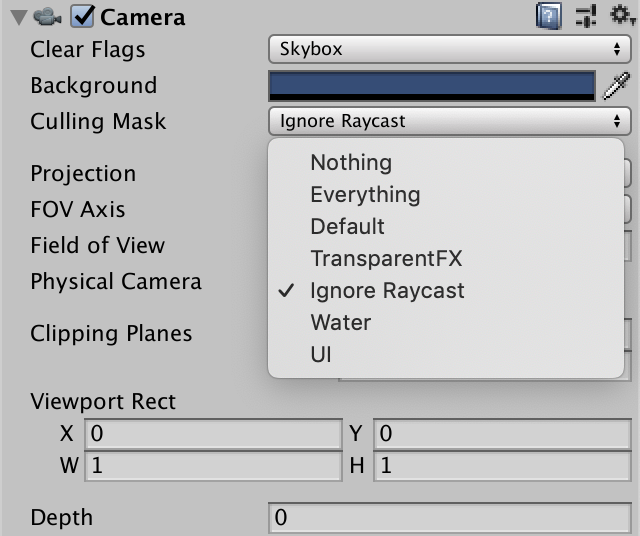 Camera
Clear Flags Skybox
Background
Culling Mask Ignore Raycast
Nothing
Projection
Everything
FOV Axis
Default
Field of View
TransparentFX
Physical Camera
Ignore Raycast
Water
Clipping Planes
UI
Viewport Rect
X 0 Y 0
W 1 H 1
Depth 0